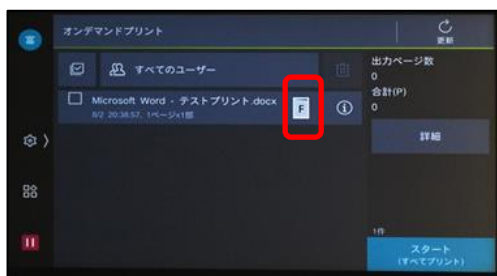 オンデマンドプリント
更新
すべてのユーザー
出力ページ数
0
合計(P)
0
Microsoft Word - テストプリント.docx
8/2 20:38:57, 1ページx1部
F
詳細
1件
スタート
(すべてプリント)